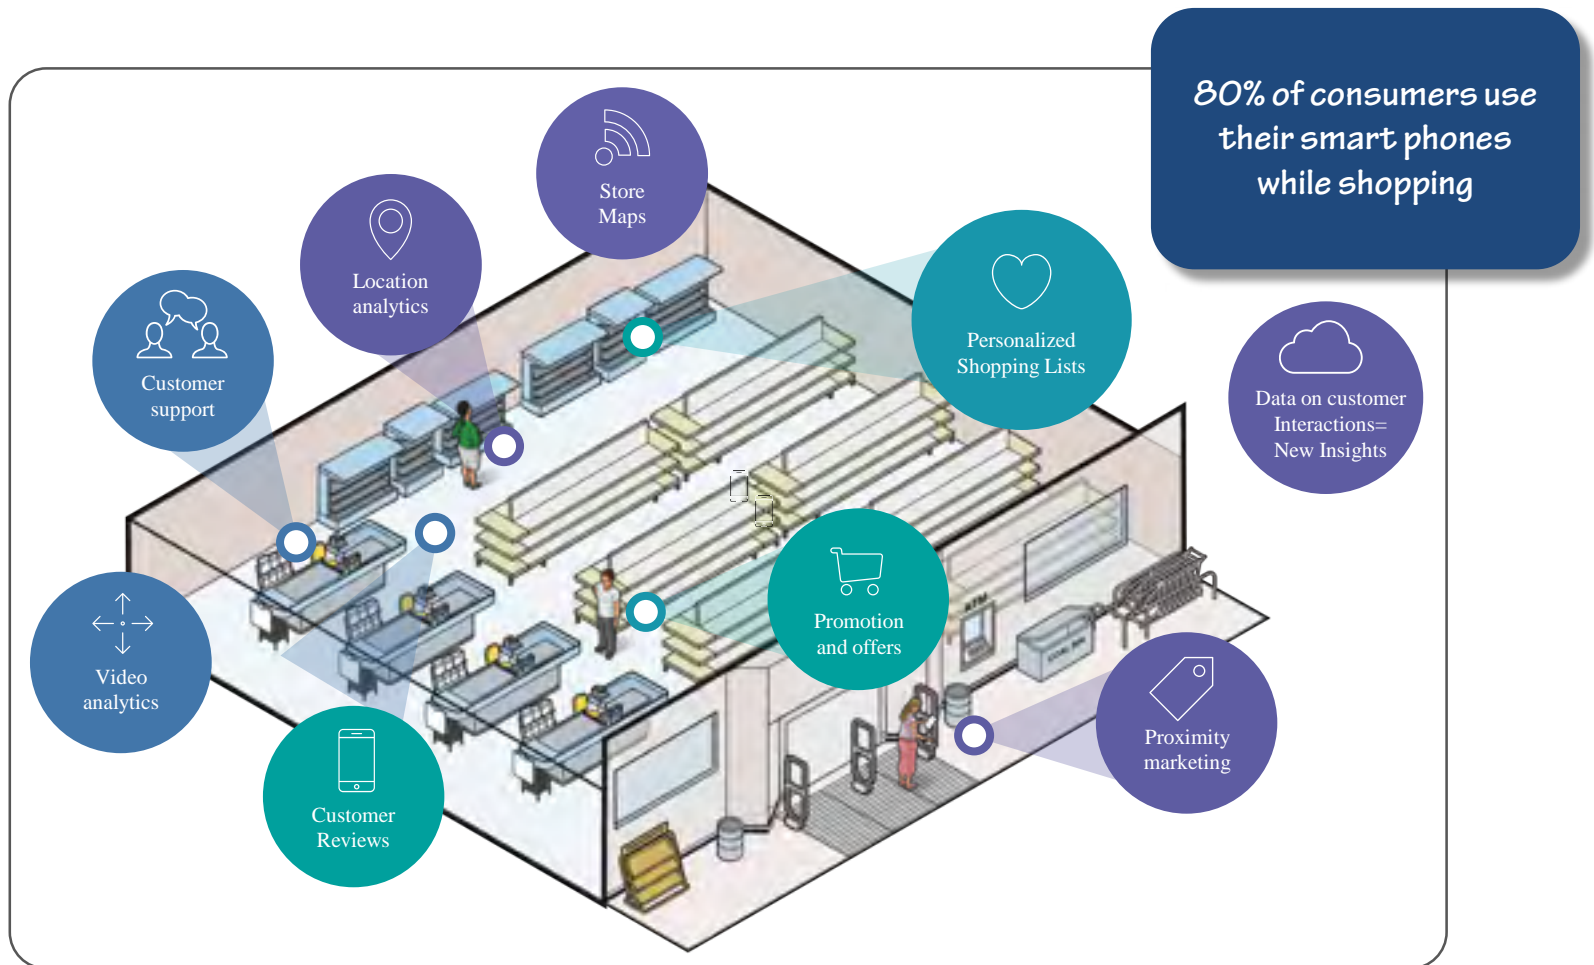 80% of consumers use
their smart phones
while shopping
Store
Maps
Location
analytics
Personalized
Shopping Lists
Customer
support
Data on customer
Interactions=
New Insights
Promotion
and offers
ATM
Video
analytics
Proximity
marketing
Customer
Reviews